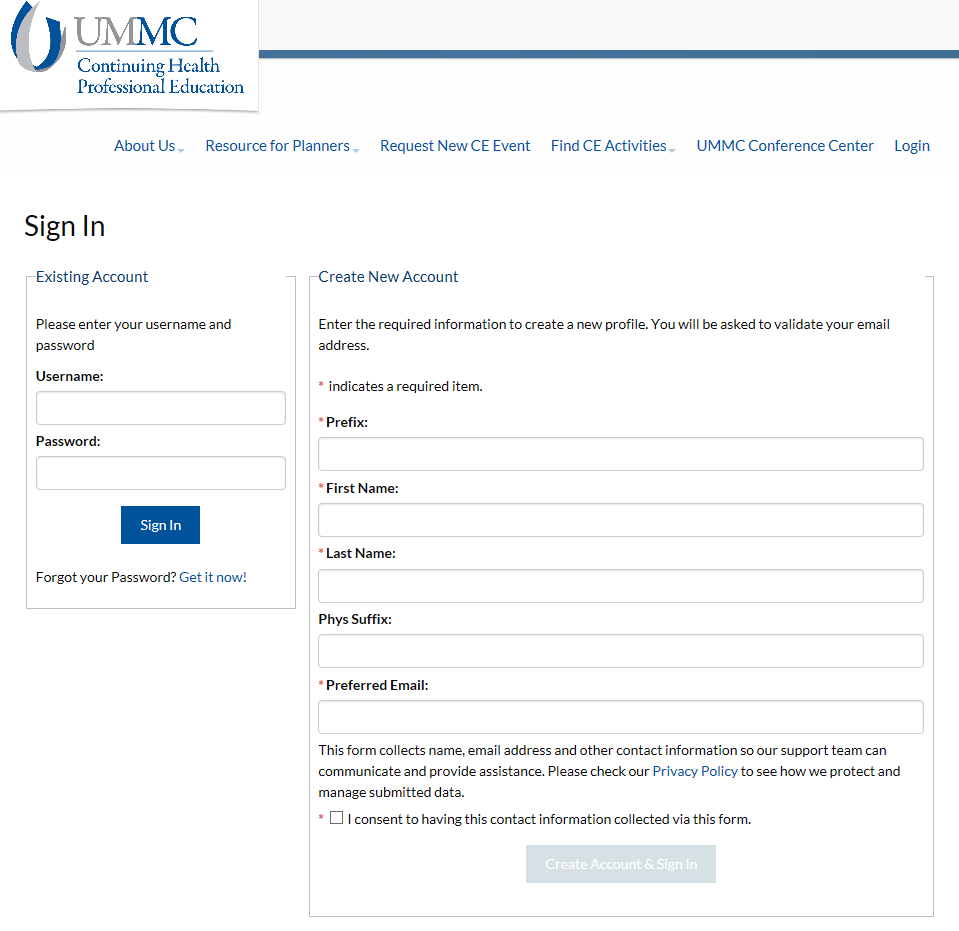 UMMC
Continuing Health
Professional Education
About Us Resource for Planners Request New CE Event Find CE Activities UMMC Conference Center Login
Sign In
Existing Account
Please enter your username and
password
Username:
Password:
Sign In
Forgot your Password? Get it now!
Create New Account
Enter the required information to create a new profile. You will be asked to validate your email
address.
* indicates a required item.
* Prefix:
* First Name:
* Last Name:
Phys Suffix:
* Preferred Email:
This form collects name, email address and other contact information so our support team can
communicate and provide assistance. Please check our Privacy Policy to see how we protect and
manage submitted data.
* I consent to having this contact information collected via this form.
Create Account & Sign In